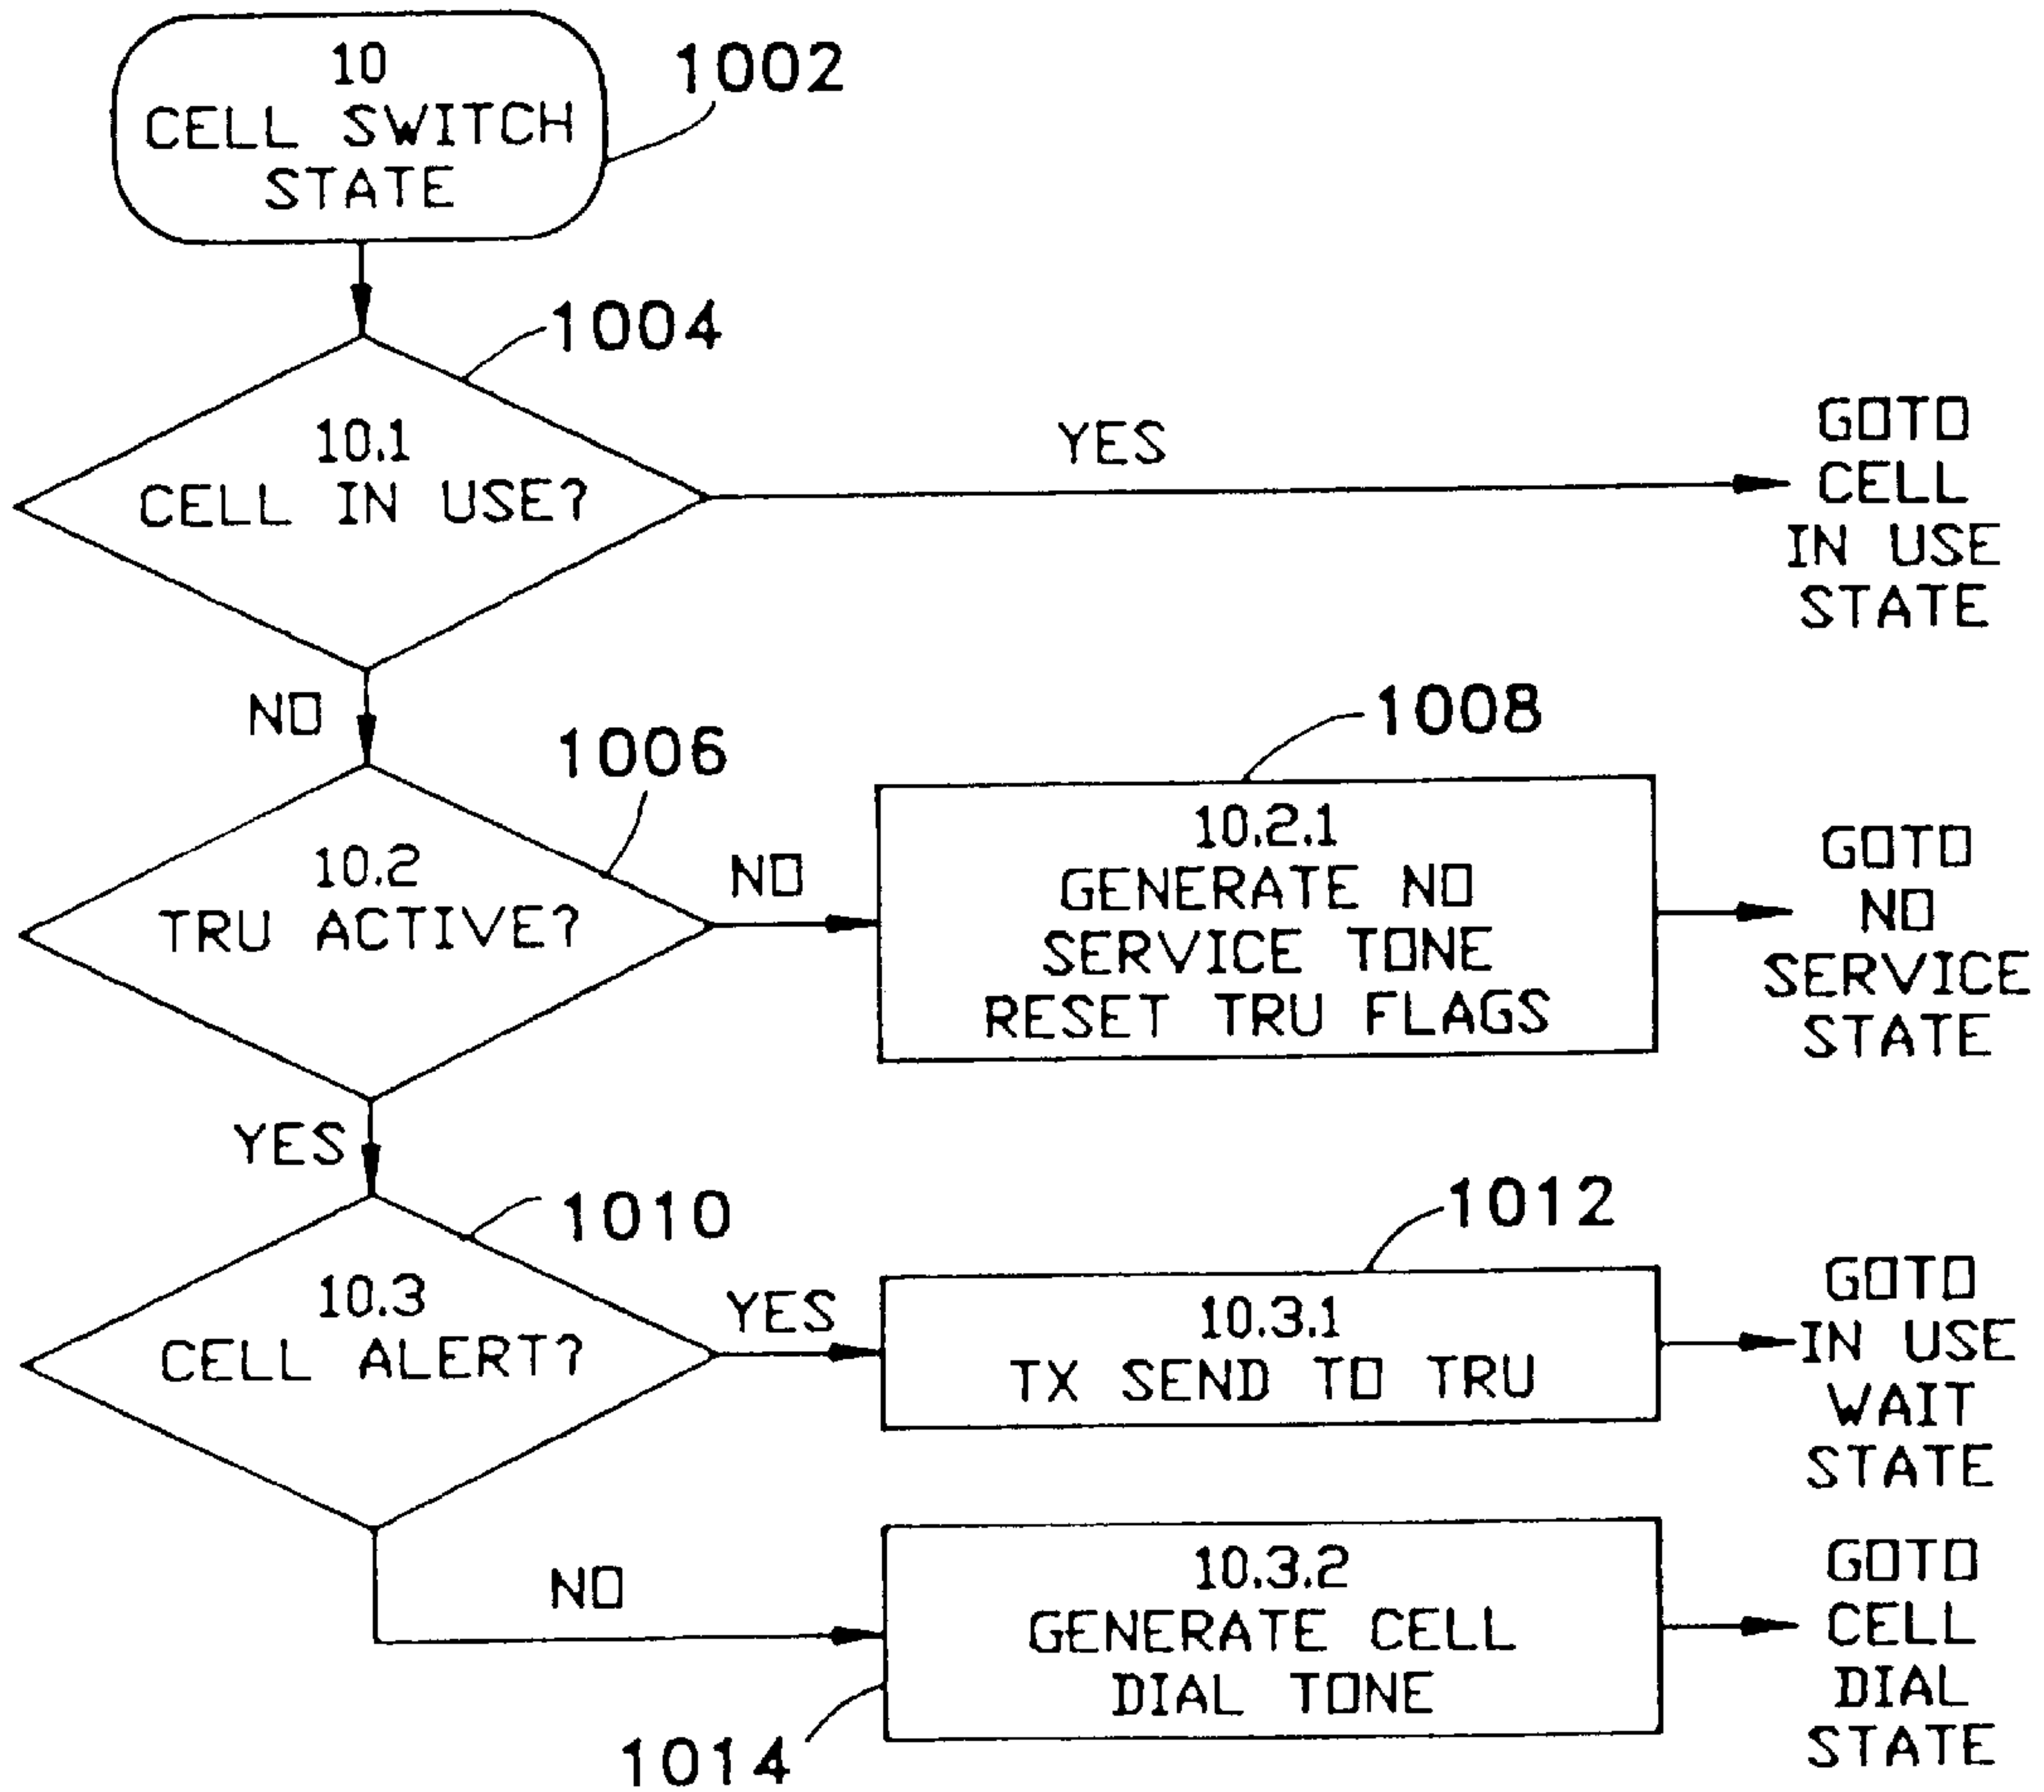 10
CELL SWITCH
STATE
1002
1004
10.1
CELL IN USE?
YES
GOTO
CELL
IN USE
STATE
NO
1006
10.2
TRU ACTIVE?
NO
1008
10.2.1
GENERATE NO
SERVICE TONE
RESET TRU FLAGS
GOTO
NO
SERVICE
STATE
YES
1010
10.3
CELL ALERT?
YES
1012
10.3.1
TX SEND TO TRU
GOTO
IN USE
WAIT
STATE
NO
10.3.2
GENERATE CELL
DIAL TONE
1014
GOTO
CELL
DIAL
STATE